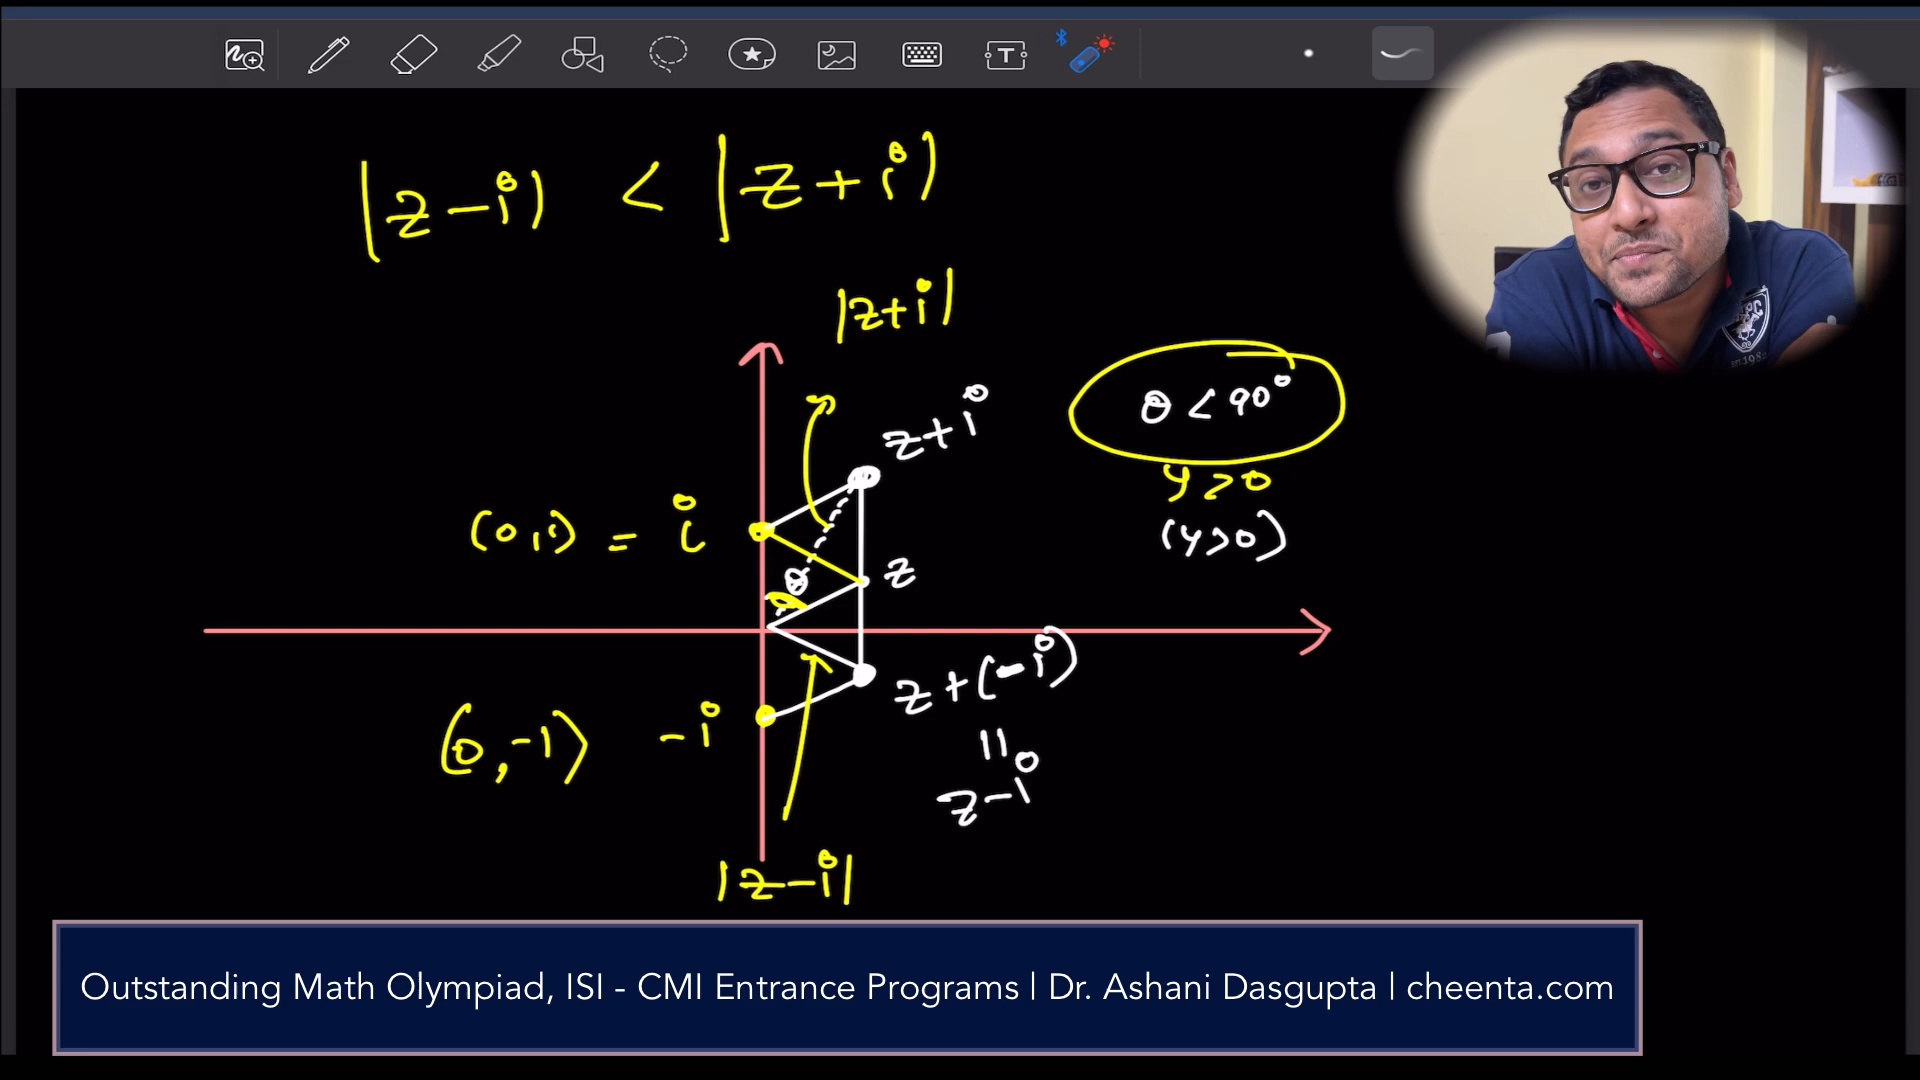 |z-i| < |z+i|
|z+i|
z+i
θ < 90°
y>0
(y>0)
(0,1) = i
θ
z
z+(-i)
(0,-1) -i
||
z-i
|z-i|
Outstanding Math Olympiad, ISI - CMI Entrance Programs | Dr. Ashani Dasgupta | cheenta.com